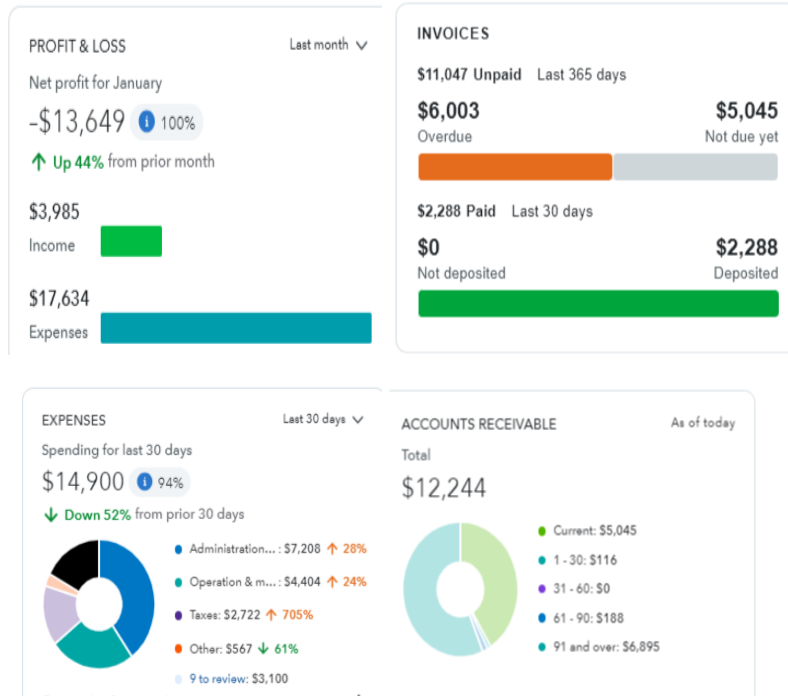 PROFIT & LOSS
Last month
Net profit for January
-$13,649 i 100%
Up 44% from prior month
$3,985
Income
$17,634
Expenses
INVOICES
$11,047 Unpaid Last 365 days
$6,003 $5,045
Overdue Not due yet
$2,288 Paid Last 30 days
$0 $2,288
Not deposited Deposited
EXPENSES
Last 30 days
Spending for last 30 days
$14,900 i 94%
Down 52% from prior 30 days
Administration... : $7,208 ↑ 28%
Operation & m... : $4,404 ↑ 24%
Taxes: $2,722 ↑ 705%
Other: $567 ↓ 61%
9 to review: $3,100
ACCOUNTS RECEIVABLE
As of today
Total
$12,244
Current: $5,045
1 - 30: $116
31 - 60: $0
61 - 90: $188
91 and over: $6,895